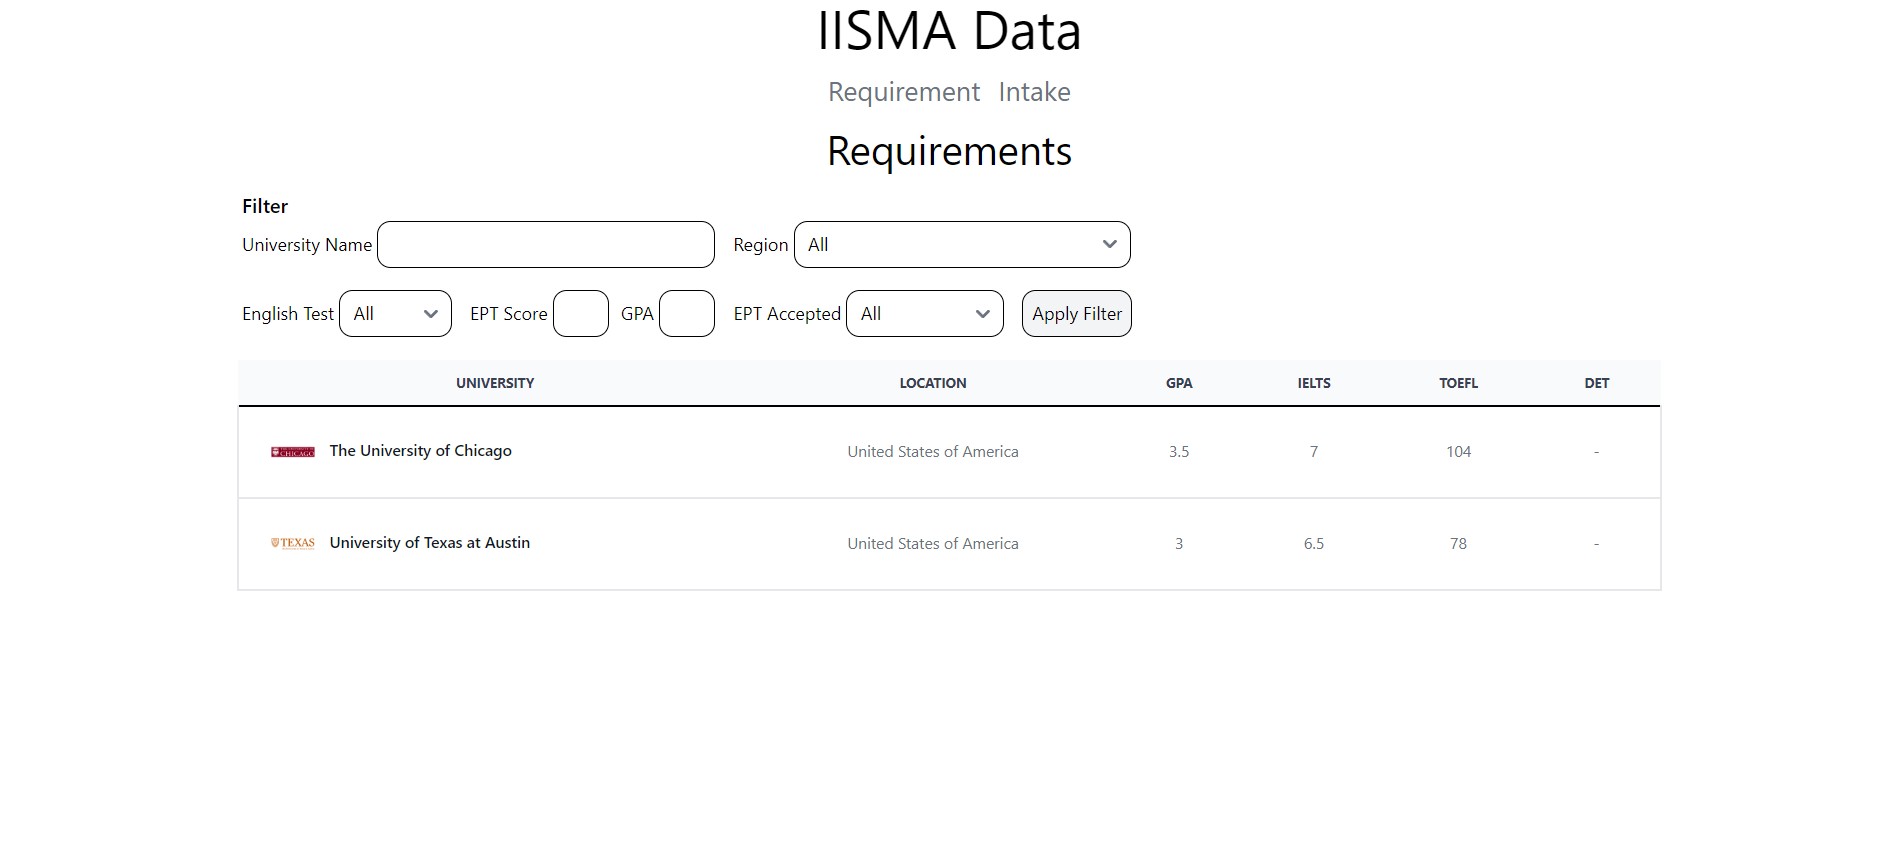 IISMA Data
Requirement Intake
Requirements
Filter
University Name Region All
English Test All EPT Score GPA EPT Accepted All Apply Filter
UNIVERSITY LOCATION GPA IELTS TOEFL DET
CHICAGO The University of Chicago United States of America 3.5 7 104 -
TEXAS University of Texas at Austin United States of America 3 6.5 78 -